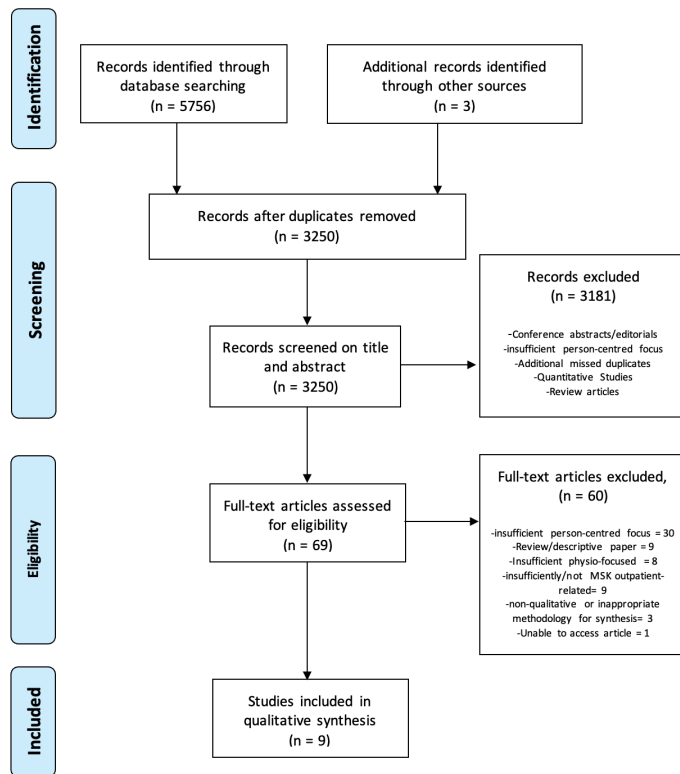 Identification
Records identified through
database searching
(n = 5756)
Additional records identified
through other sources
(n = 3)
Screening
Records after duplicates removed
(n = 3250)
Records screened on title
and abstract
(n = 3250)
Records excluded
(n = 3181)
-Conference abstracts/editorials
-insufficient person-centred focus
-Additional missed duplicates
-Quantitative Studies
-Review articles
Eligibility
Full-text articles assessed
for eligibility
(n = 69)
Full-text articles excluded,
(n = 60)
-insufficient person-centred focus = 30
-Review/descriptive paper = 9
-Insufficient physio-focused = 8
-insufficiently/not MSK outpatient-
related= 9
-non-qualitative or inappropriate
methodology for synthesis= 3
-Unable to access article = 1
Included
Studies included in
qualitative synthesis
(n = 9)